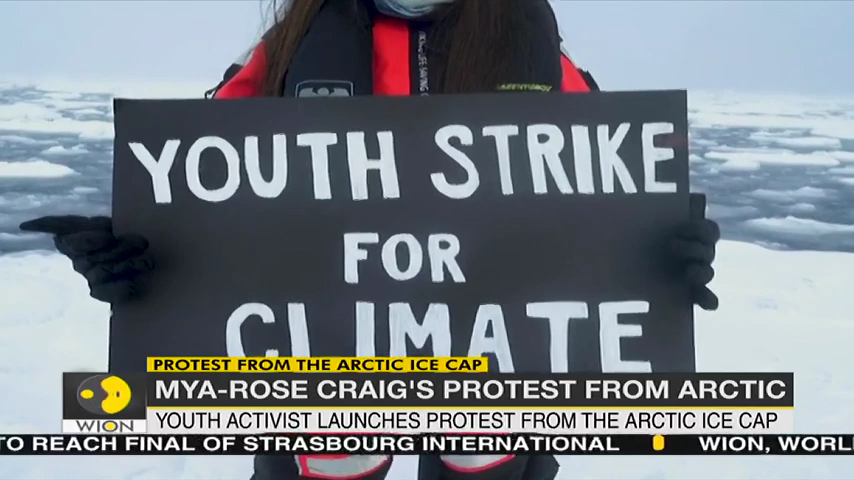 YOUTH STRIKE
FOR
CLIMATE
PROTEST FROM THE ARCTIC ICE CAP
MYA-ROSE CRAIG'S PROTEST FROM ARCTIC
WION
YOUTH ACTIVIST LAUNCHES PROTEST FROM THE ARCTIC ICE CAP
TO REACH FINAL OF STRASBOURG INTERNATIONAL WION, WORL